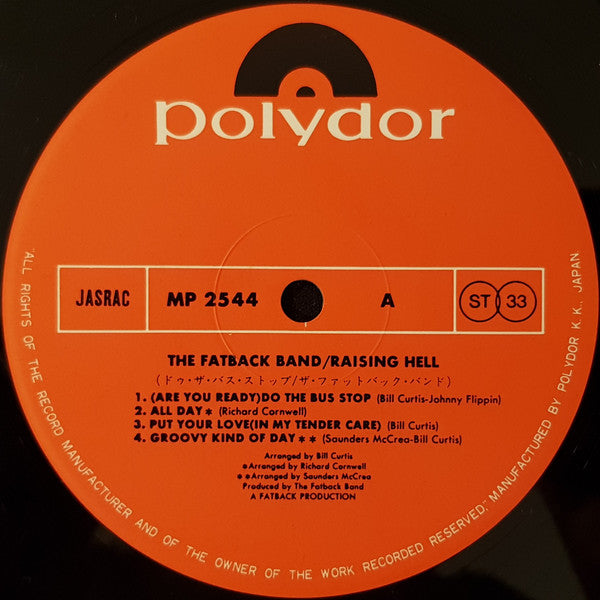 polydor
JASRAC MP 2544 A ST 33
THE FATBACK BAND/RAISING HELL
(ドゥ・ザ・バス・ストップ/ザ・ファットバック・バンド)
1. (ARE YOU READY)DO THE BUS STOP (Bill Curtis-Johnny Flippin)
2. ALL DAY* (Richard Cornwell)
3. PUT YOUR LOVE(IN MY TENDER CARE) (Bill Curtis)
4. GROOVY KIND OF DAY** (Saunders McCrea-Bill Curtis)
Arranged by Bill Curtis
*Arranged by Richard Cornwell
**Arranged by Saunders McCrea
Produced by The Fatback Band
A FATBACK PRODUCTION
"ALL RIGHTS OF THE RECORD MANUFACTURER AND OF THE OWNER OF THE WORK RECORDED RESERVED." MANUFACTURED BY POLYDOR K.K., JAPAN